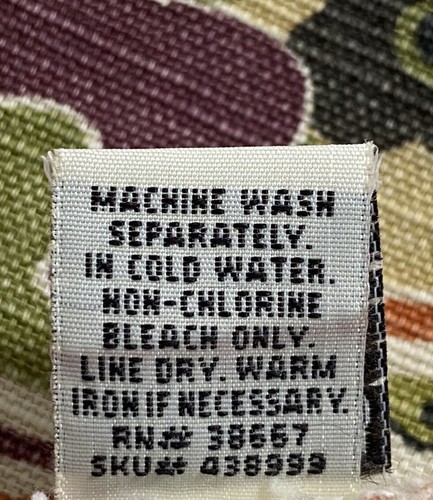 MACHINE WASH
SEPARATELY.
IN COLD WATER.
NON-CHLORINE
BLEACH ONLY.
LINE DRY. WARM
IRON IF NECESSARY.
RN# 38667
SKU# 438999